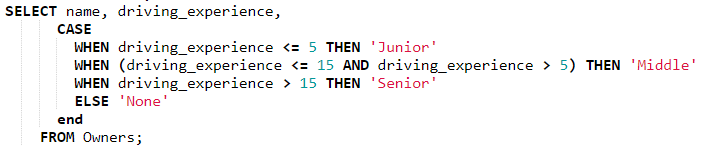 SELECT name, driving_experience,
CASE
WHEN driving_experience <= 5 THEN 'Junior'
WHEN (driving_experience <= 15 AND driving_experience > 5) THEN 'Middle'
WHEN driving_experience > 15 THEN 'Senior'
ELSE 'None'
end
FROM Owners;